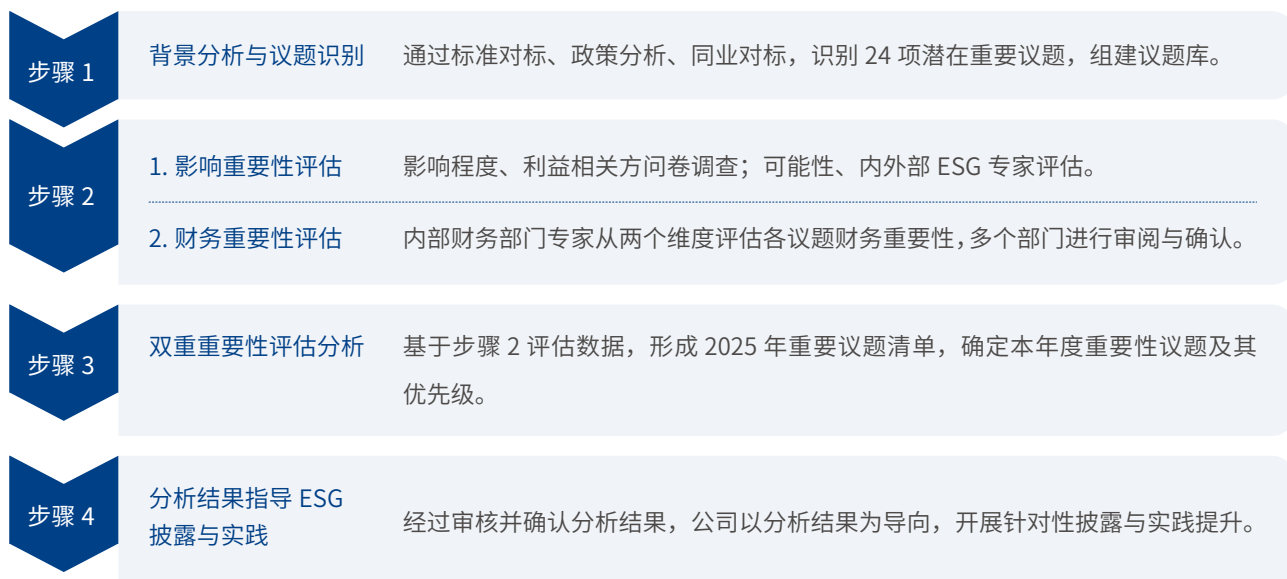 步骤 1
背景分析与议题识别
通过标准对标、政策分析、同业对标，识别 24 项潜在重要议题，组建议题库。
步骤 2
1. 影响重要性评估
影响程度、利益相关方问卷调查；可能性、内外部 ESG 专家评估。
2. 财务重要性评估
内部财务部门专家从两个维度评估各议题财务重要性，多个部门进行审阅与确认。
步骤 3
双重重要性评估分析
基于步骤 2 评估数据，形成 2025 年重要议题清单，确定本年度重要性议题及其
优先级。
步骤 4
分析结果指导 ESG
披露与实践
经过审核并确认分析结果，公司以分析结果为导向，开展针对性披露与实践提升。